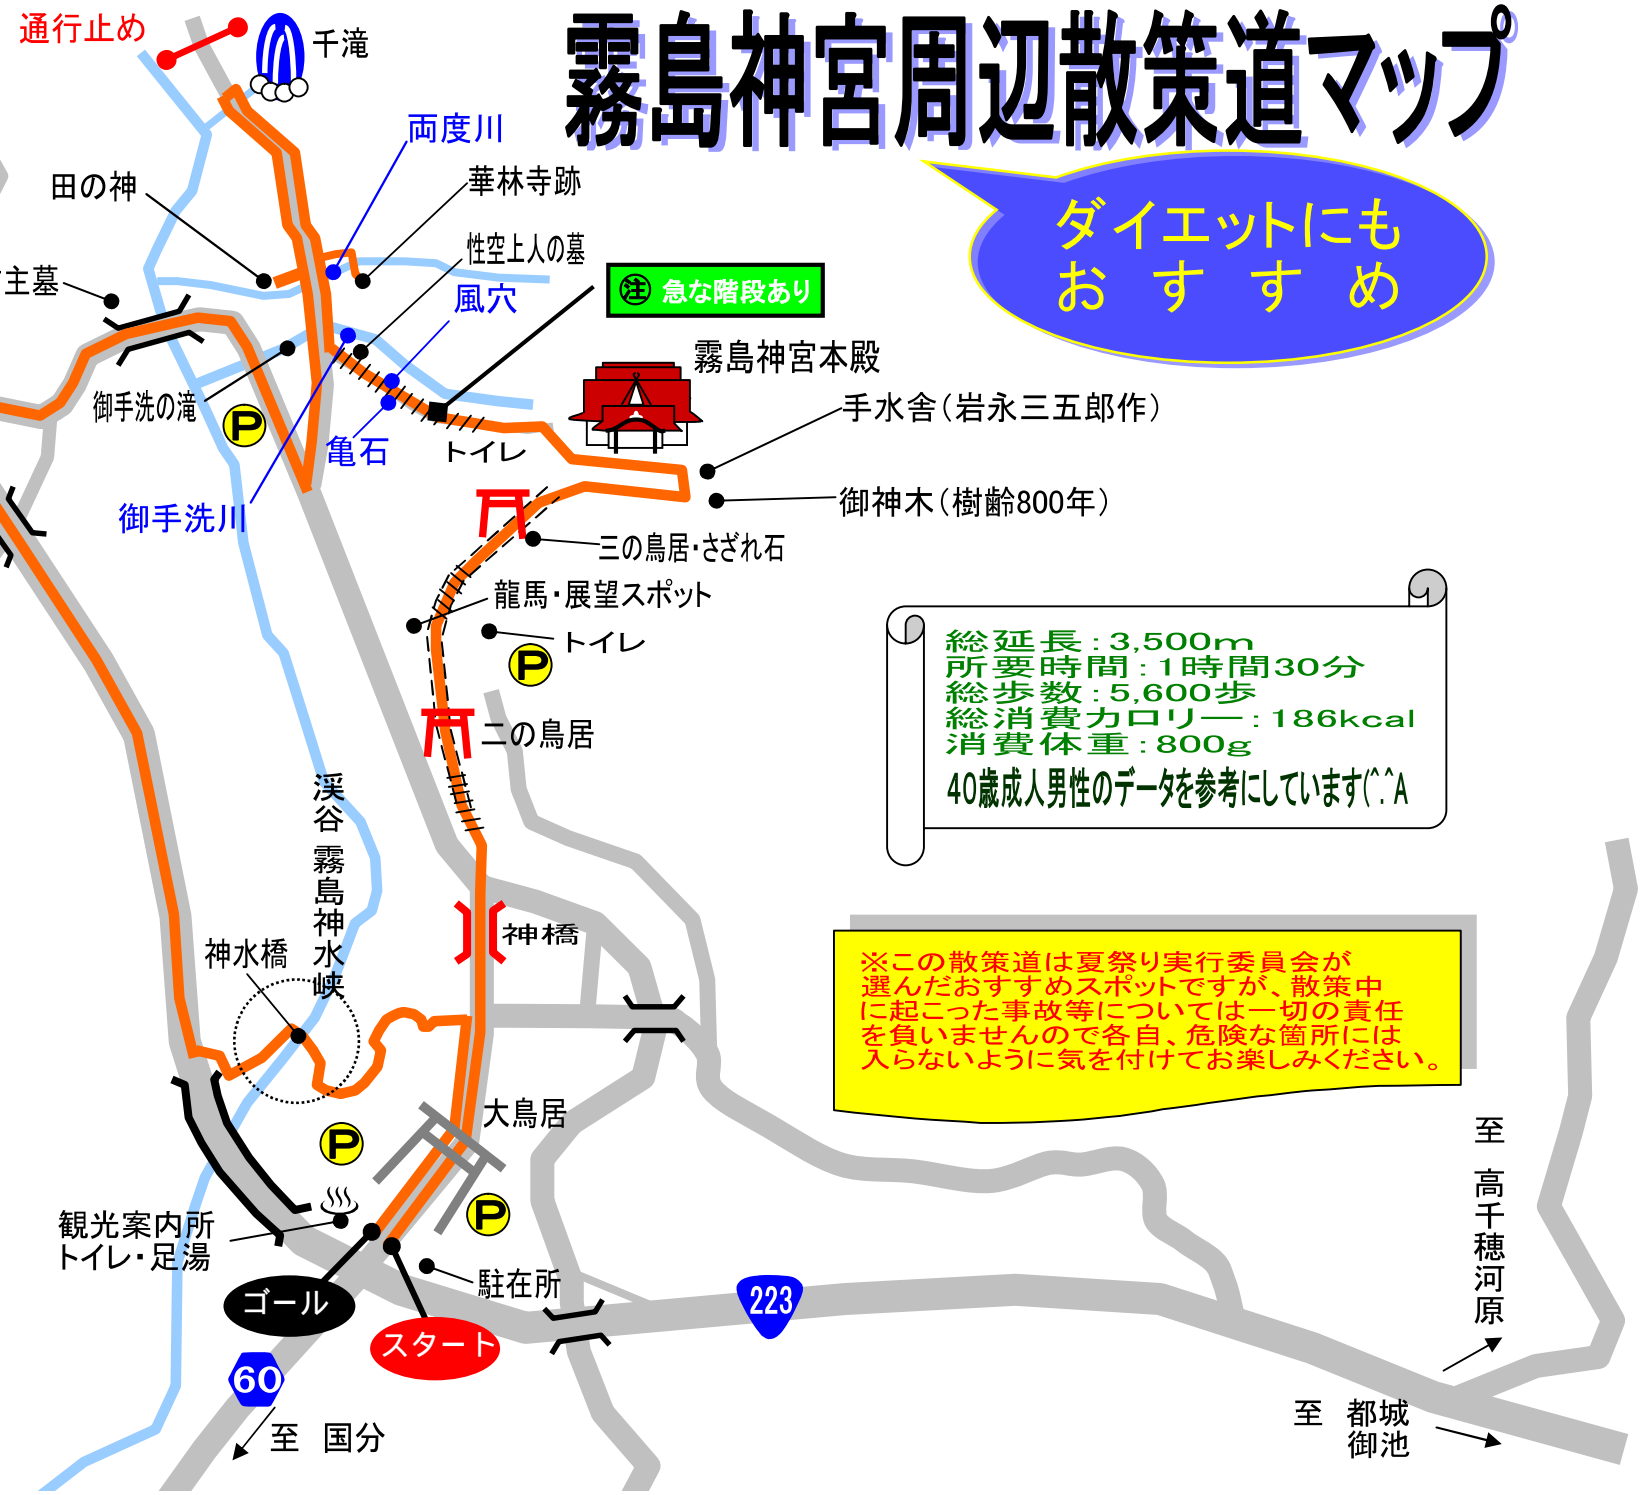 霧島神宮周辺散策道マップ
ダイエットにも
おすすめ
通行止め
千滝
両度川
田の神
華林寺跡
性空上人の墓
主墓
風穴
注 急な階段あり
霧島神宮本殿
御手洗の滝
P
手水舎(岩永三五郎作)
亀石
トイレ
御神木(樹齢800年)
御手洗川
三の鳥居・さざれ石
龍馬・展望スポット
トイレ
P
総延長:3,500m
所要時間:1時間30分
総歩数:5,600歩
総消費カロリー:186kcal
消費体重:800g
40歳成人男性のデータを参考にしています(^.^A
二の鳥居
渓谷 霧島神水峡
神橋
神水橋
※この散策道は夏祭り実行委員会が
選んだおすすめスポットですが、散策中
に起こった事故等については一切の責任
を負いませんので各自、危険な箇所には
入らないように気を付けてお楽しみください。
大鳥居
P
P
至 高千穂河原
観光案内所
トイレ・足湯
駐在所
ゴール
スタート
223
60
至 国分
至 都城
御池